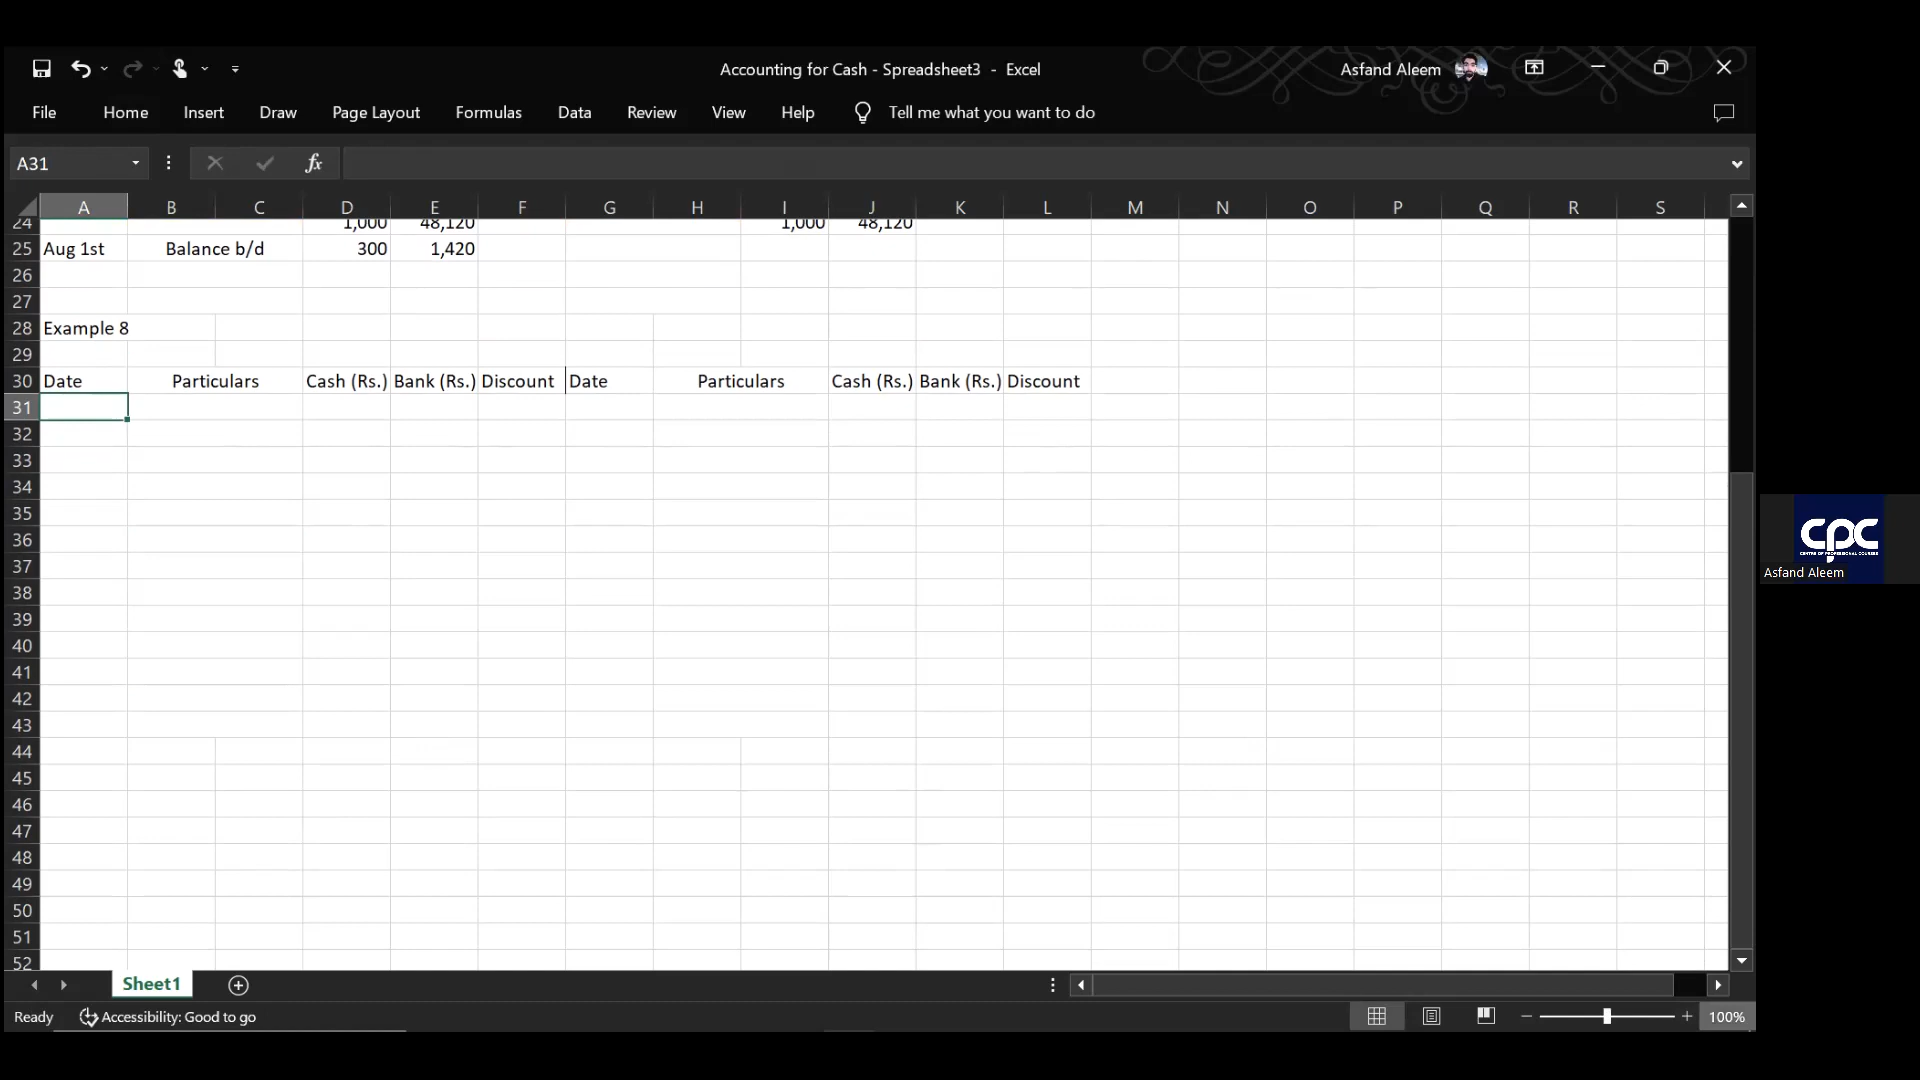 Accounting for Cash - Spreadsheet3 - Excel
Asfand Aleem
File Home Insert Draw Page Layout Formulas Data Review View Help Tell me what you want to do
A31 fx
A B C D E F G H I J K L M N O P Q R S
24 1,000 48,120 1,000 48,120
25 Aug 1st Balance b/d 300 1,420
26
27
28 Example 8
29
30 Date Particulars Cash (Rs.) Bank (Rs.) Discount Date Particulars Cash (Rs.) Bank (Rs.) Discount
31
32
33
34
35
36
37
38
39
40
41
42
43
44
45
46
47
48
49
50
51
52
Sheet1
Ready Accessibility: Good to go 100%
cpc
CENTRE OF PROFESSIONAL COURSES
Asfand Aleem